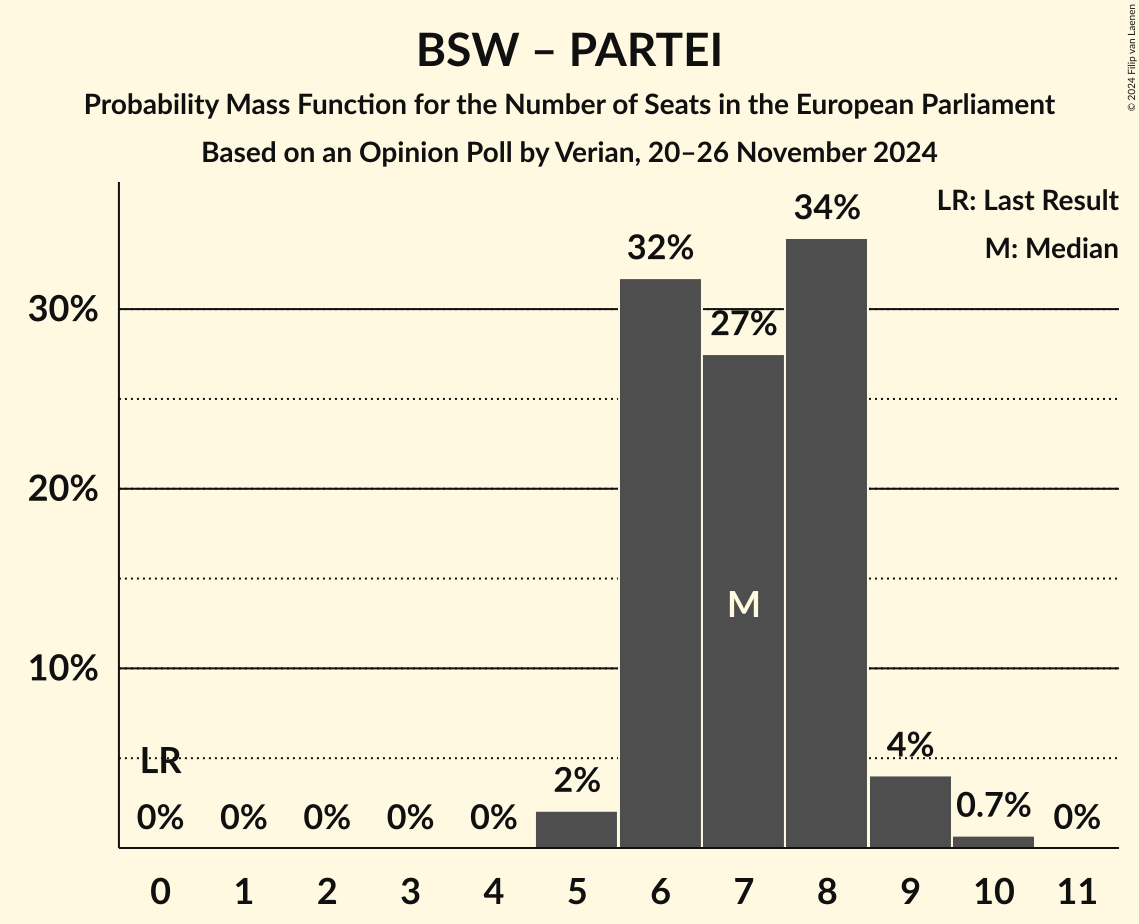 BSW – PARTEI
Probability Mass Function for the Number of Seats in the European Parliament
Based on an Opinion Poll by Verian, 20–26 November 2024
© 2024 Filip van Laenen
LR: Last Result
M: Median
34%
32%
30%
27%
20%
M
10%
LR
4%
2%
0.7%
0% 0% 0% 0% 0% 0%
0 1 2 3 4 5 6 7 8 9 10 11